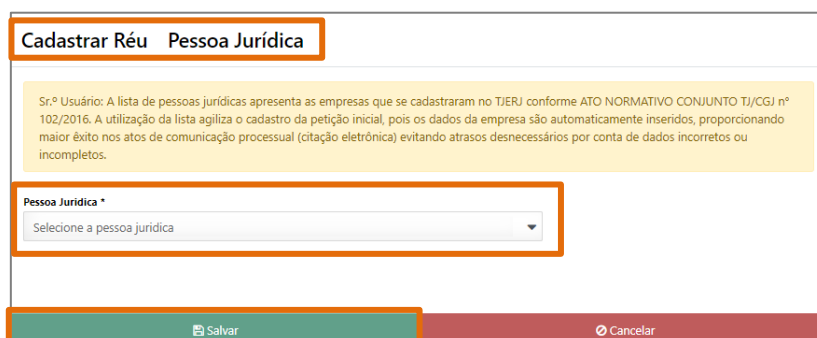 Cadastrar Réu Pessoa Jurídica
Sr.º Usuário: A lista de pessoas jurídicas apresenta as empresas que se cadastraram no TJERJ conforme ATO NORMATIVO CONJUNTO TJ/CGJ nº
102/2016. A utilização da lista agiliza o cadastro da petição inicial, pois os dados da empresa são automaticamente inseridos, proporcionando
maior êxito nos atos de comunicação processual (citação eletrônica) evitando atrasos desnecessários por conta de dados incorretos ou
incompletos.
Pessoa Jurídica *
Selecione a pessoa juridica
Salvar
Cancelar